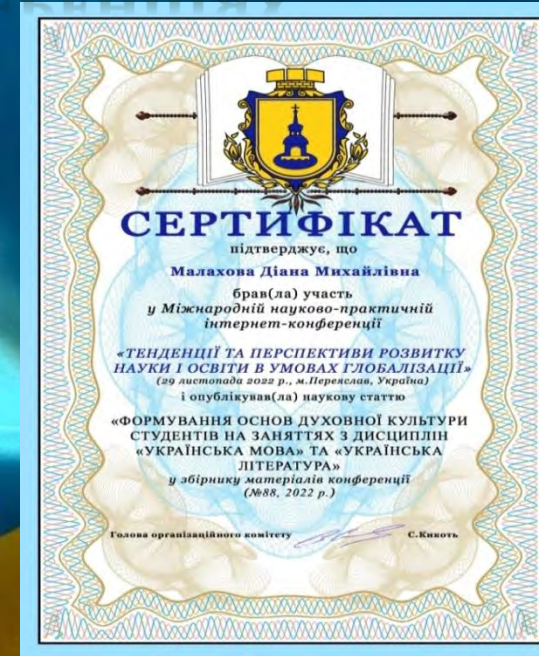 СЕРТИФІКАТ
підтверджує, що
Малахова Діана Михайлівна
брав(ла) участь
у Міжнародній науково-практичній
інтернет-конференції
«ТЕНДЕНЦІЇ ТА ПЕРСПЕКТИВИ РОЗВИТКУ
НАУКИ І ОСВІТИ В УМОВАХ ГЛОБАЛІЗАЦІЇ»
(29 листопада 2022 р., м.Переяслав, Україна)
і опублікував(ла) наукову статтю
«ФОРМУВАННЯ ОСНОВ ДУХОВНОЇ КУЛЬТУРИ
СТУДЕНТІВ НА ЗАНЯТТЯХ З ДИСЦИПЛІН
«УКРАЇНСЬКА МОВА» ТА «УКРАЇНСЬКА
ЛІТЕРАТУРА»
у збірнику матеріалів конференції
(№88, 2022 р.)
Голова організаційного комітету С.Кикоть